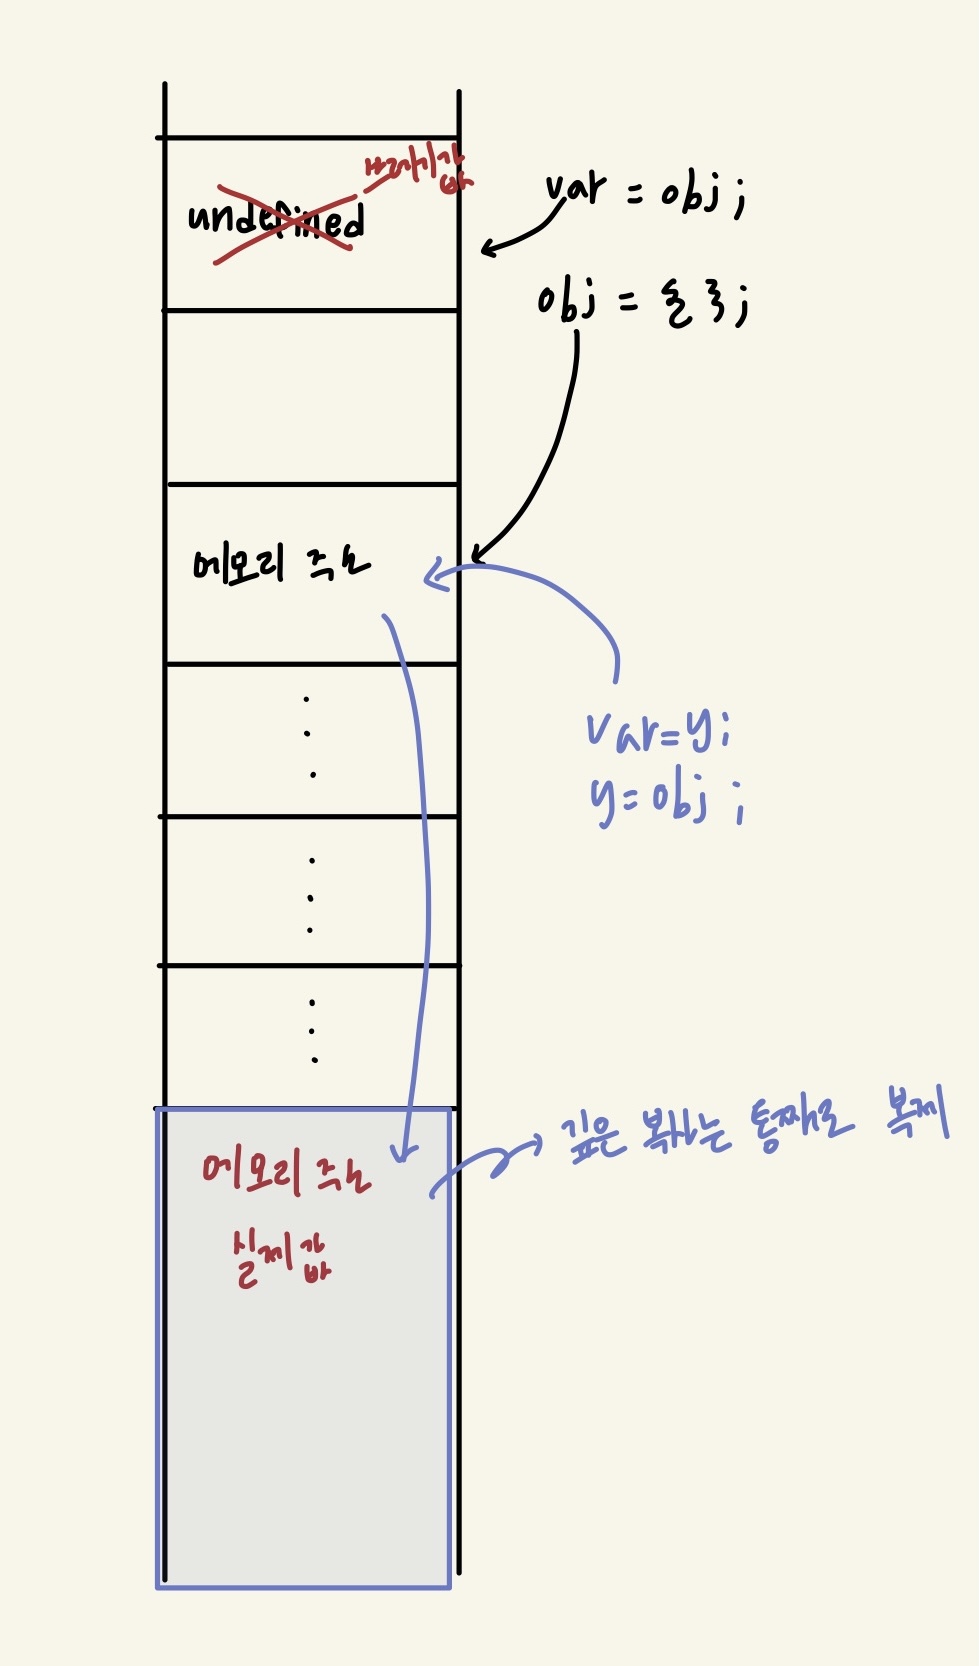 쓰레기값
undefined
var = obj ;
obj = { } ;
메모리 주소
var=y;
y=obj ;
깊은 복사는 통째로 복제
메모리 주소
실제 값